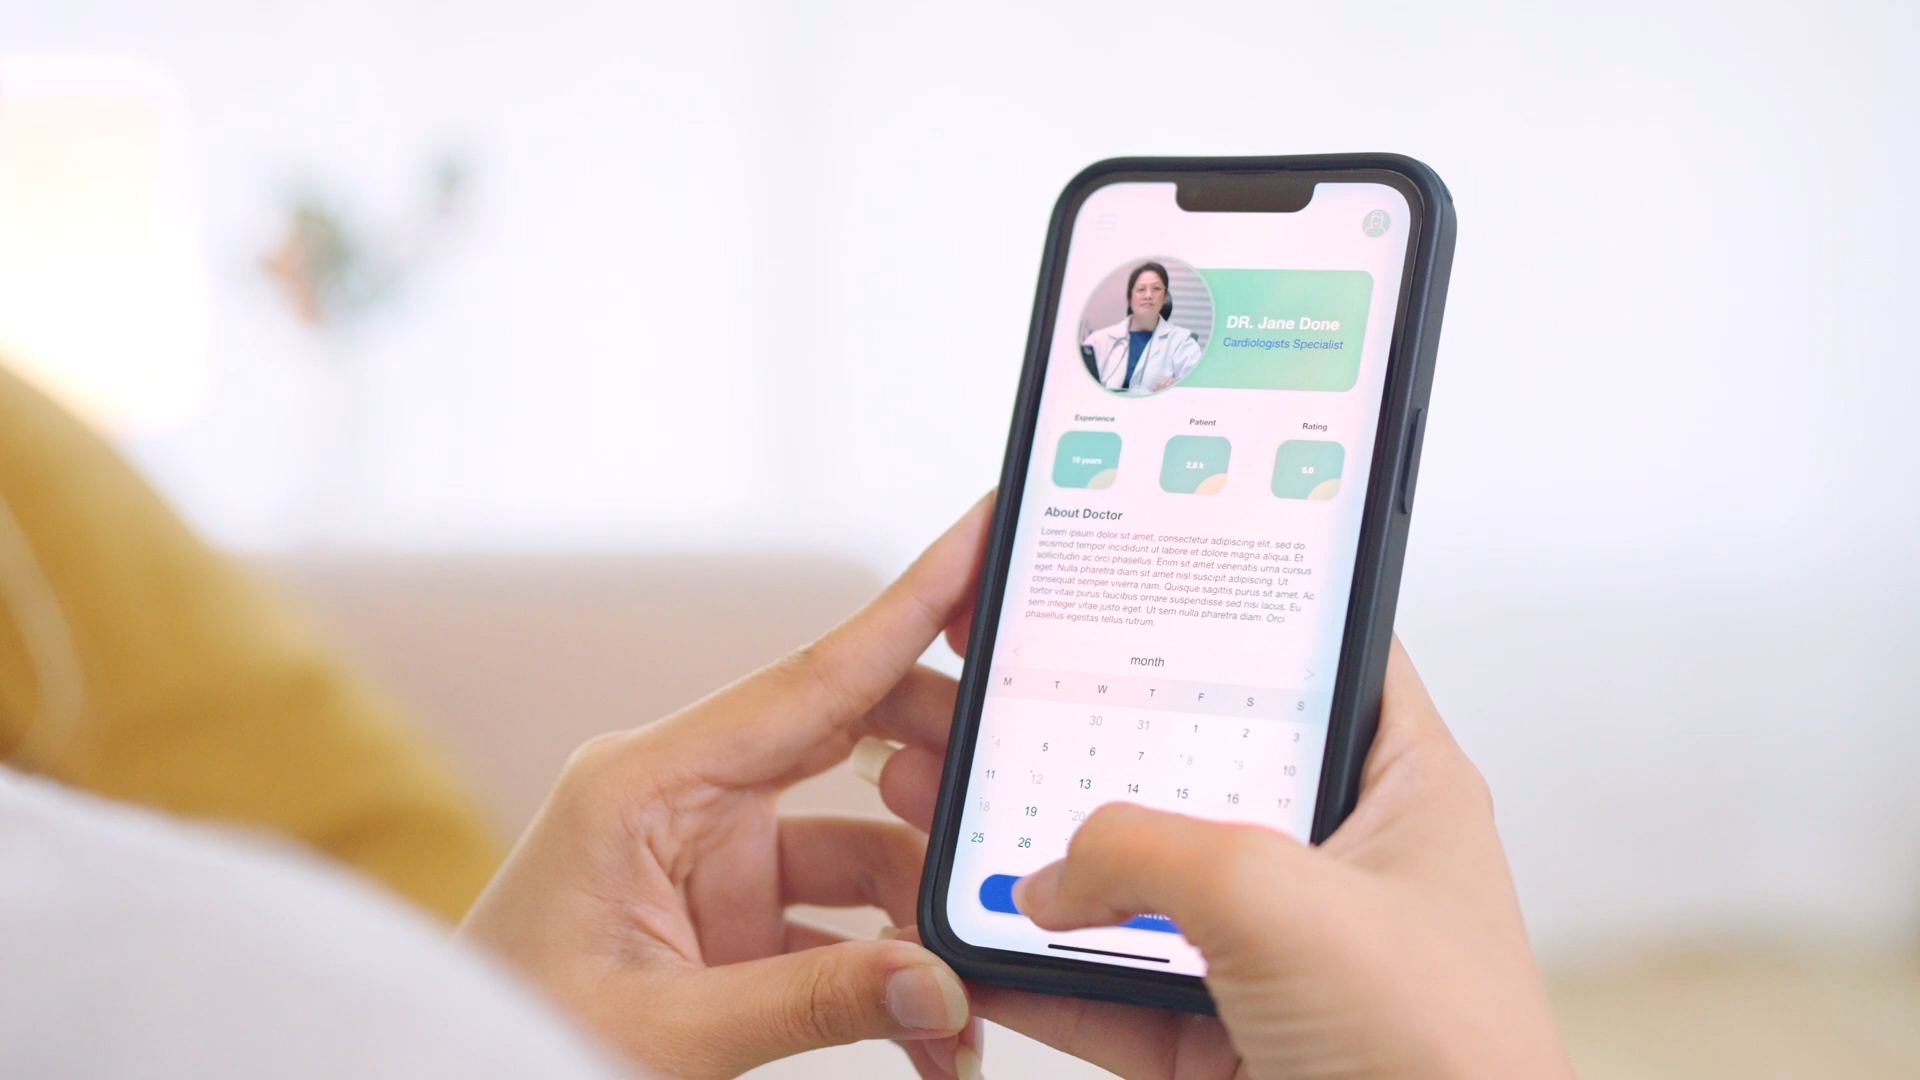 DR. Jane Done
Cardiologists Specialist
Experience Patient Rating
10 years 2.8 k 5.0
About Doctor
Lorem ipsum dolor sit amet, consectetur adipiscing elit, sed do
eiusmod tempor incididunt ut labore et dolore magna aliqua. Et
sollicitudin ac orci phasellus. Enim sit amet venenatis urna cursus
eget. Nulla pharetra diam sit amet nisl suscipit adipiscing. Ut
consequat semper viverra nam. Quisque sagittis purus sit amet. Ac
tortor vitae purus faucibus ornare suspendisse sed nisi lacus. Eu
sem integer vitae justo eget. Ut sem nulla pharetra diam. Orci
phasellus egestas tellus rutrum.
< month >
M T W T F S S
30 31 1 2 3
4 5 6 7 8 9 10
11 12 13 14 15 16 17
18 19 20
25 26